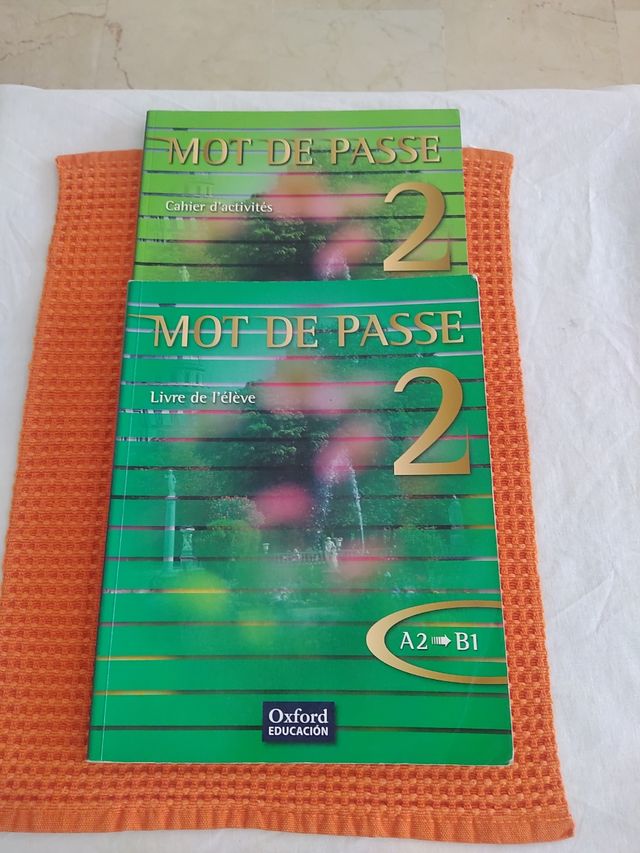 MOT DE PASSE
Cahier d'activités
2
MOT DE PASSE
Livre de l'élève
2
A2 ➠ B1
Oxford
EDUCACIÓN